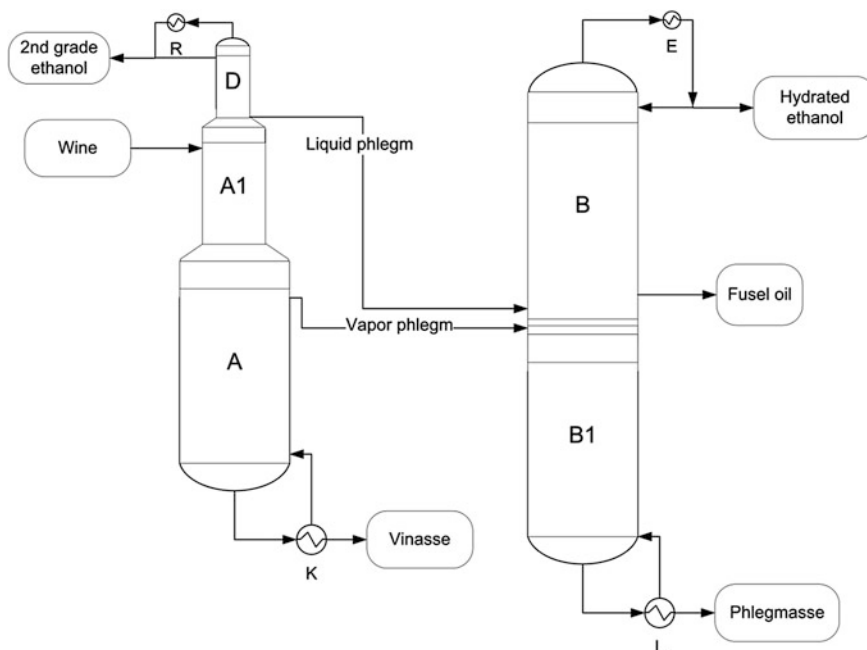 2nd grade
ethanol
R
D
E
Hydrated
ethanol
Wine
Liquid phlegm
A1
B
Fusel oil
Vapor phlegm
A
B1
Vinasse
K
Phlegmasse